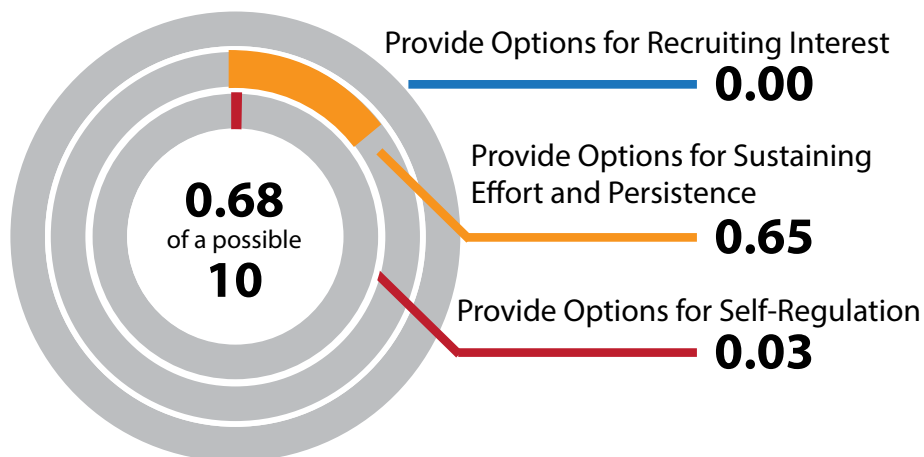 Provide Options for Recruiting Interest
0.00
Provide Options for Sustaining
Effort and Persistence
0.65
0.68
of a possible
10
Provide Options for Self-Regulation
0.03